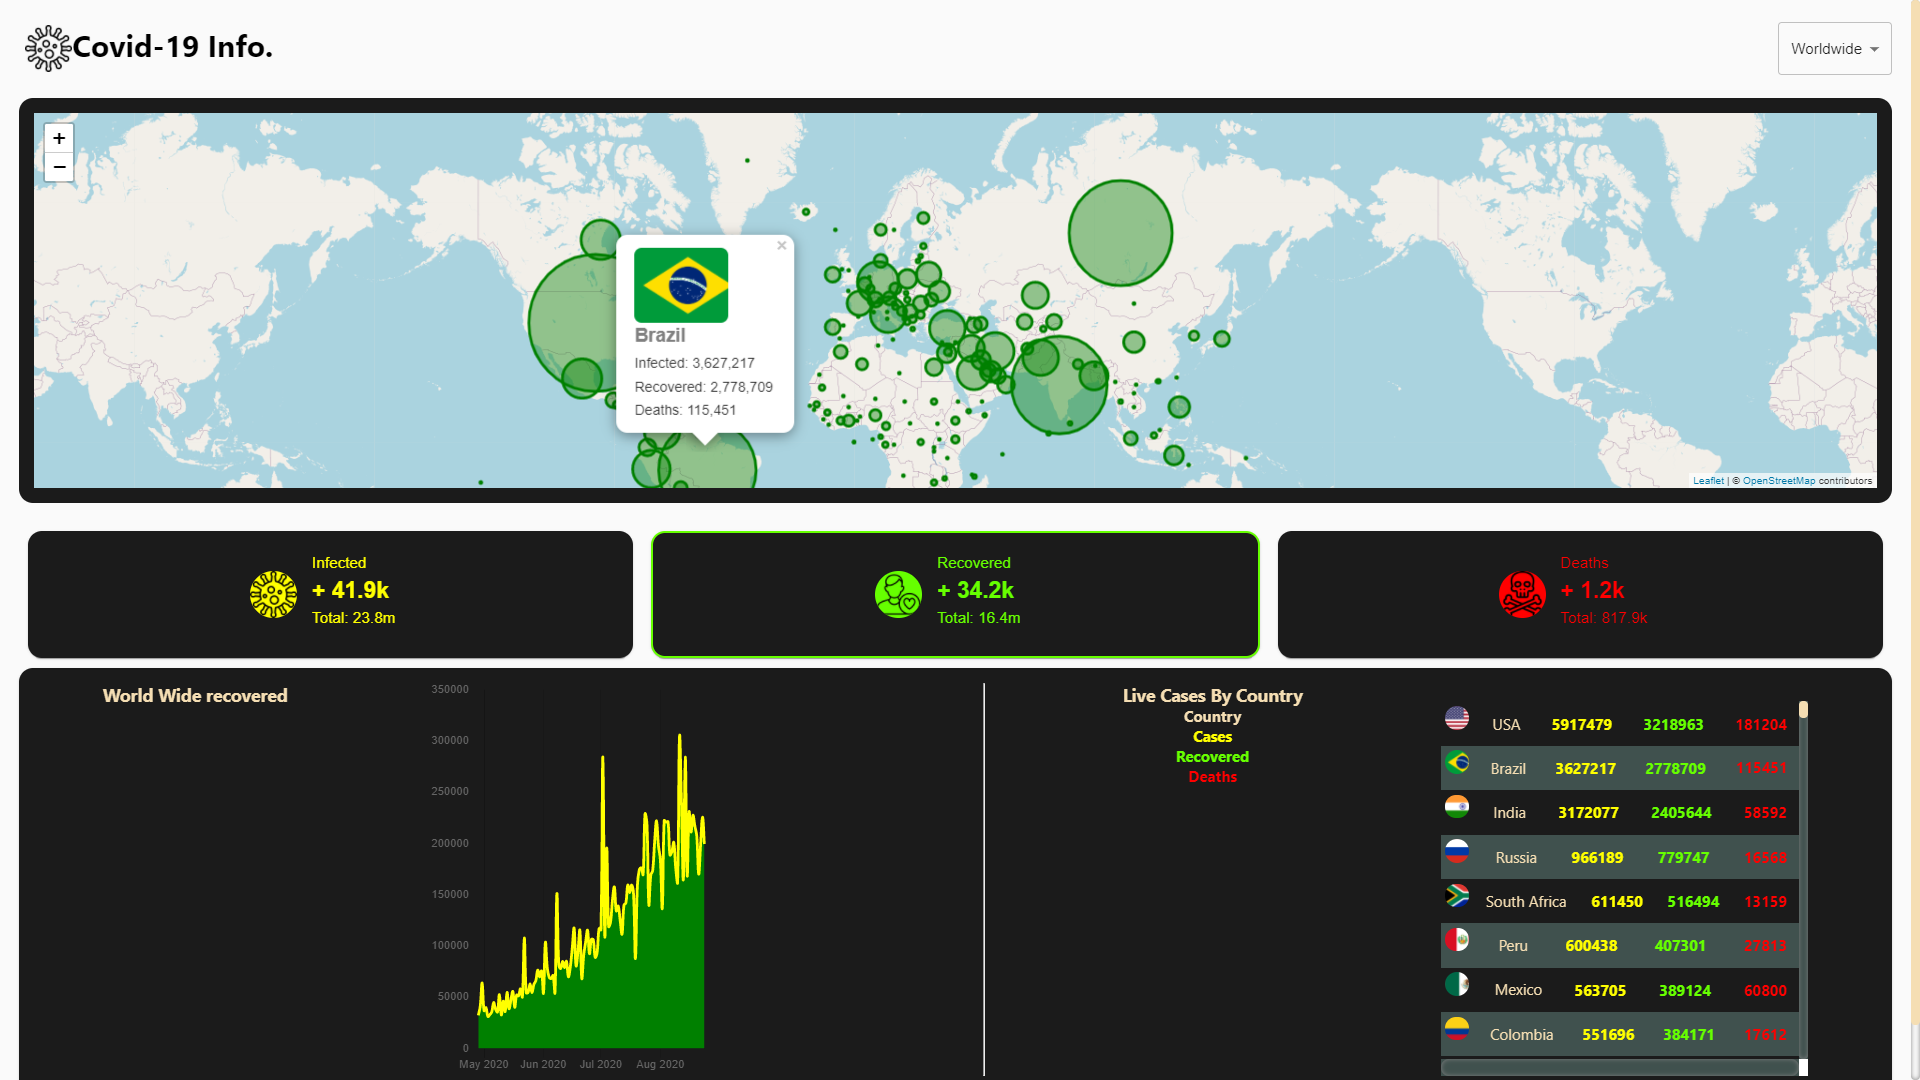 Covid-19 Info.
Worldwide
+
−
×
Brazil
Infected: 3,627,217
Recovered: 2,778,709
Deaths: 115,451
Leaflet | © OpenStreetMap contributors
Infected
+ 41.9k
Total: 23.8m
Recovered
+ 34.2k
Total: 16.4m
Deaths
+ 1.2k
Total: 817.9k
World Wide recovered
350000
300000
250000
200000
150000
100000
50000
0
May 2020 Jun 2020 Jul 2020 Aug 2020
Live Cases By Country
Country
Cases
Recovered
Deaths
USA 5917479 3218963 181204
Brazil 3627217 2778709 115451
India 3172077 2405644 58592
Russia 966189 779747 16568
South Africa 611450 516494 13159
Peru 600438 407301 27813
Mexico 563705 389124 60800
Colombia 551696 384171 17612